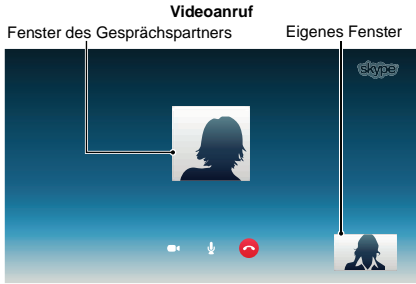 Videoanruf
Fenster des Gesprächspartners
Eigenes Fenster
skype